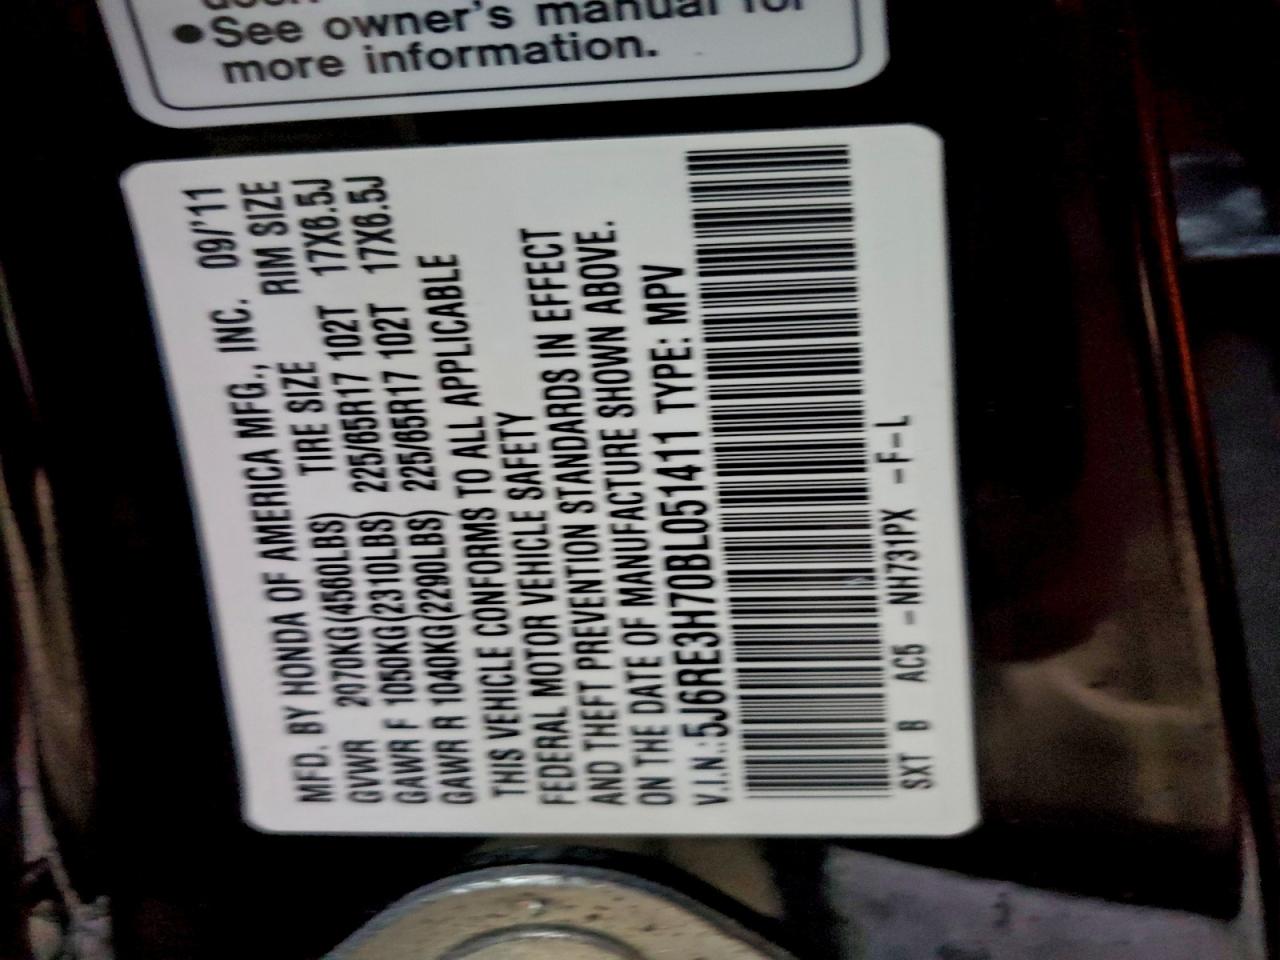 ●See owner's manual for
more information.
MFD. BY HONDA OF AMERICA MFG., INC. 09/'11
TIRE SIZE RIM SIZE
GVWR 2070KG(4560LBS) 225/65R17 102T 17X6.5J
GAWR F 1050KG(2310LBS) 225/65R17 102T 17X6.5J
GAWR R 1040KG(2290LBS)
THIS VEHICLE CONFORMS TO ALL APPLICABLE
FEDERAL MOTOR VEHICLE SAFETY
AND THEFT PREVENTION STANDARDS IN EFFECT
ON THE DATE OF MANUFACTURE SHOWN ABOVE.
V.I.N.:5J6RE3H70BL051411 TYPE: MPV
SXT B AC5 -NH731PX -F-L